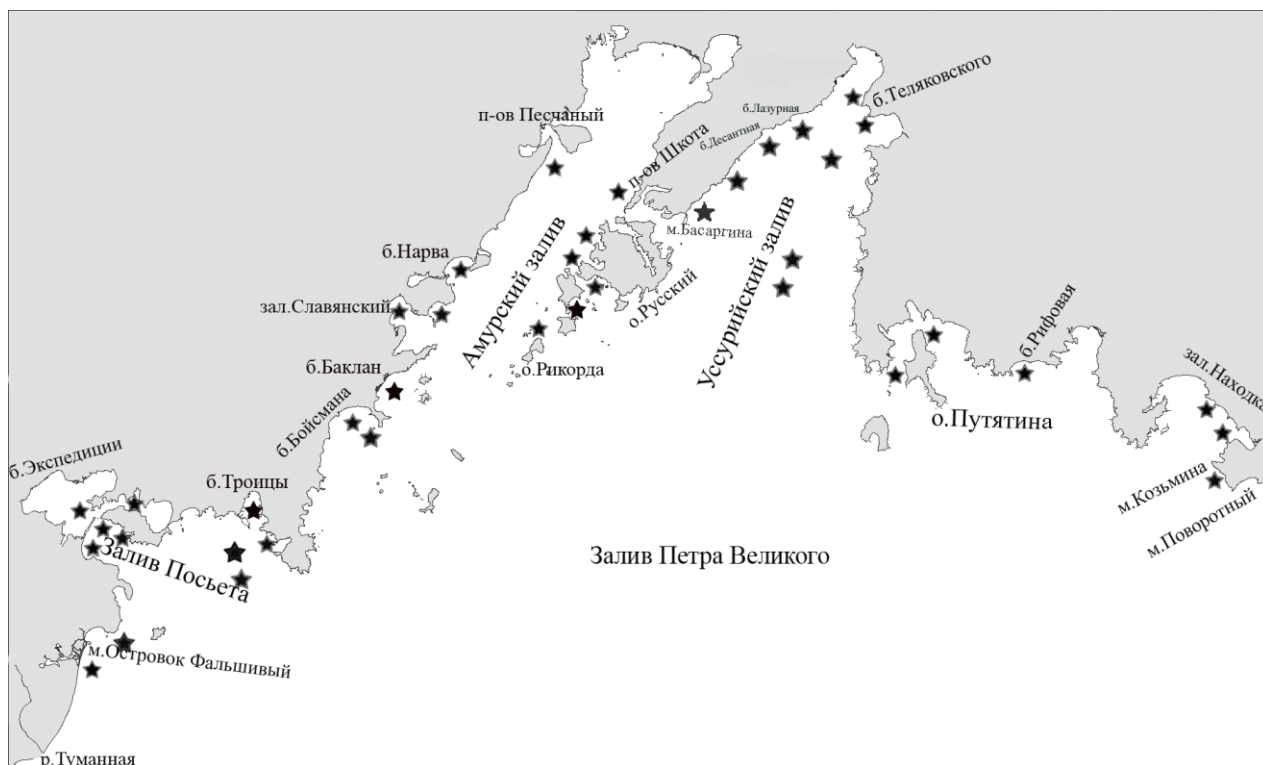 п-ов Песчаный
п-ов Шкота
б.Десантная
б.Лазурная
б.Теляковского
м.Басаргина
б.Нарва
зал.Славянский
Амурский залив
Уссурийский залив
о.Русский
о.Рикорда
б.Баклан
б.Бойсмана
б.Рифовая
зал.Находка
о.Путятина
б.Экспедиции
б.Троицы
м.Козьмина
м.Поворотный
Залив Посьета
Залив Петра Великого
м.Островок Фальшивый
р.Туманная